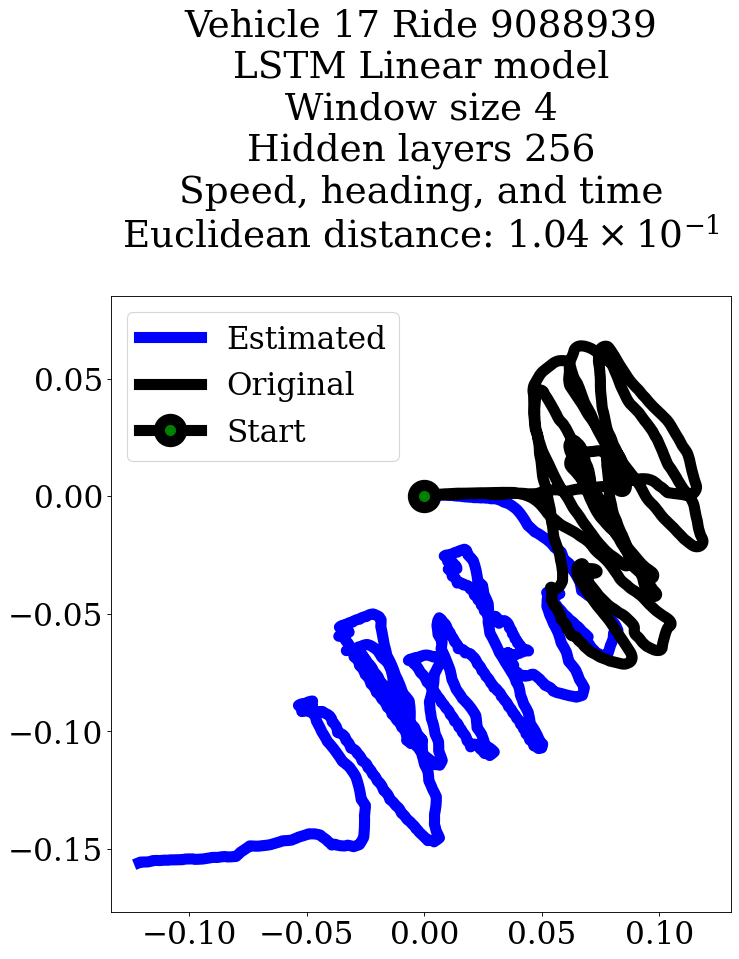 Vehicle 17 Ride 9088939
LSTM Linear model
Window size 4
Hidden layers 256
Speed, heading, and time
Euclidean distance: 1.04 × 10⁻¹
Estimated
Original
Start
0.05
0.00
−0.05
−0.10
−0.15
−0.10 −0.05 0.00 0.05 0.10